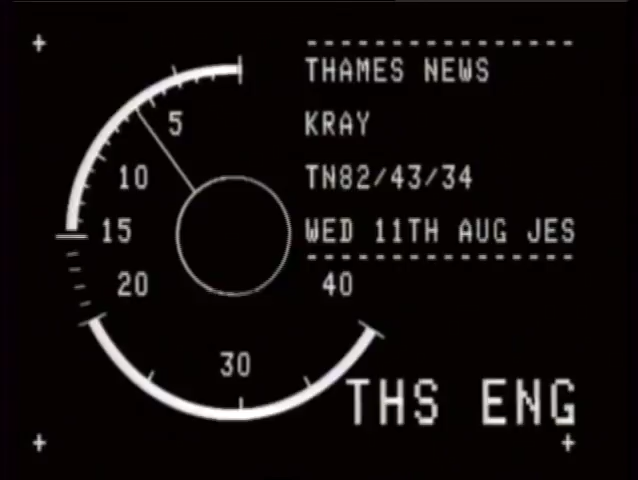 THAMES NEWS
KRAY
TN82/43/34
WED 11TH AUG JES
5
10
15
20
30
40
THS ENG